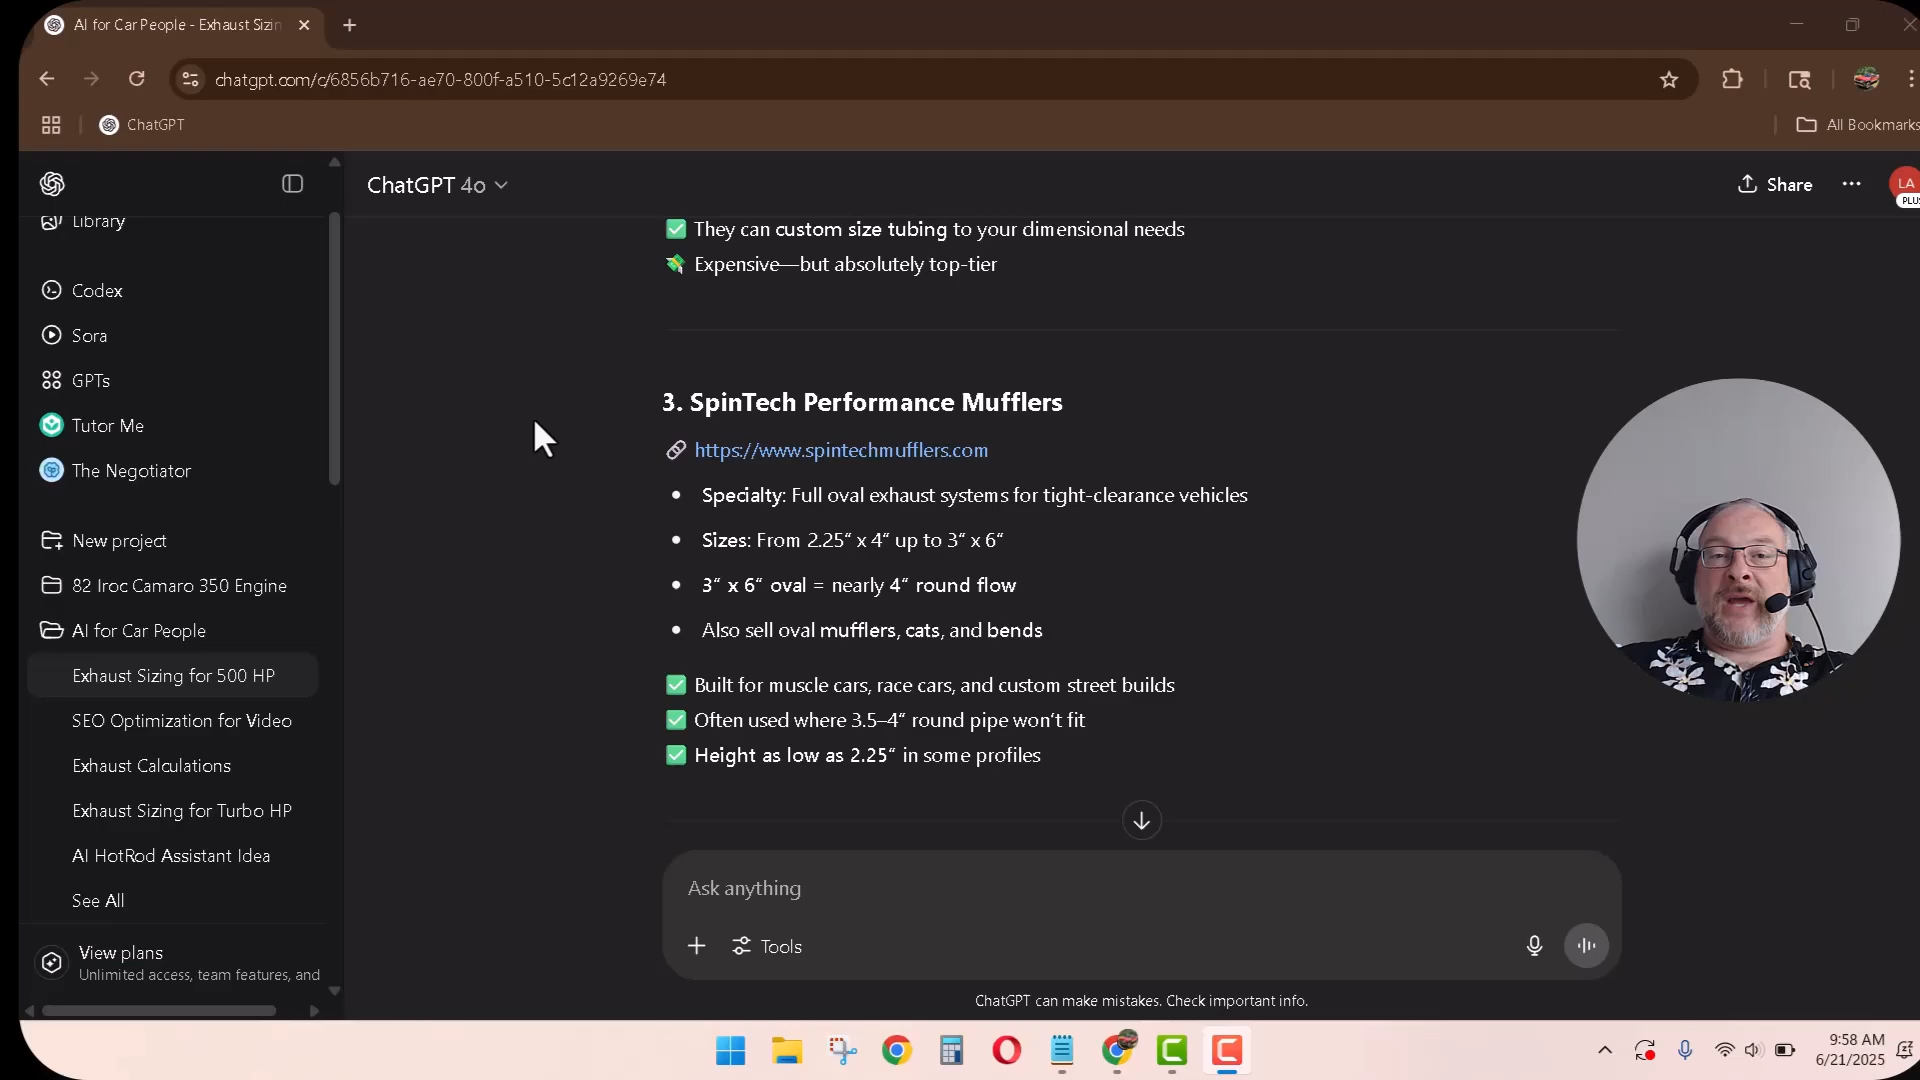 AI for Car People - Exhaust Sizin
chatgpt.com/c/6856b716-ae70-800f-a510-5c12a9269e74
ChatGPT
All Bookmarks
ChatGPT 4o
Share
LA
PLUS
Library
Codex
Sora
GPTs
Tutor Me
The Negotiator
New project
82 Iroc Camaro 350 Engine
AI for Car People
Exhaust Sizing for 500 HP
SEO Optimization for Video
Exhaust Calculations
Exhaust Sizing for Turbo HP
AI HotRod Assistant Idea
See All
View plans
Unlimited access, team features, and
✅ They can custom size tubing to your dimensional needs
💸 Expensive—but absolutely top-tier
3. SpinTech Performance Mufflers
🔗 https://www.spintechmufflers.com
• Specialty: Full oval exhaust systems for tight-clearance vehicles
• Sizes: From 2.25” x 4” up to 3” x 6”
• 3” x 6” oval = nearly 4” round flow
• Also sell oval mufflers, cats, and bends
✅ Built for muscle cars, race cars, and custom street builds
✅ Often used where 3.5–4” round pipe won’t fit
✅ Height as low as 2.25” in some profiles
Ask anything
Tools
ChatGPT can make mistakes. Check important info.
9:58 AM
6/21/2025